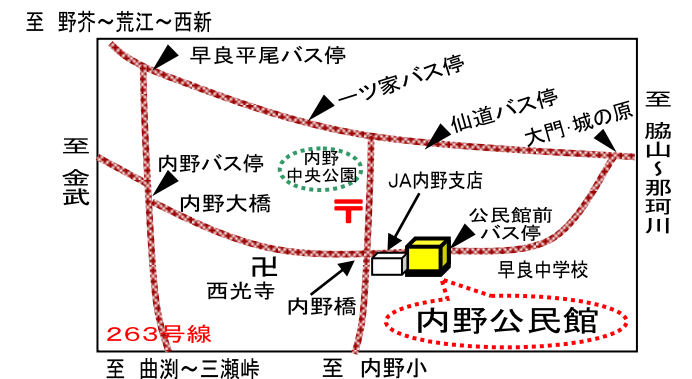 至 野芥～荒江～西新
早良平尾バス停
一ツ家バス停
仙道バス停
大門・城の原
至 脇山～那珂川
至 金武
内野バス停
内野
中央公園
内野大橋
〒
JA内野支店
公民館前
バス停
早良中学校
卍
西光寺
内野橋
内野公民館
263号線
至 曲渕～三瀬峠
至 内野小